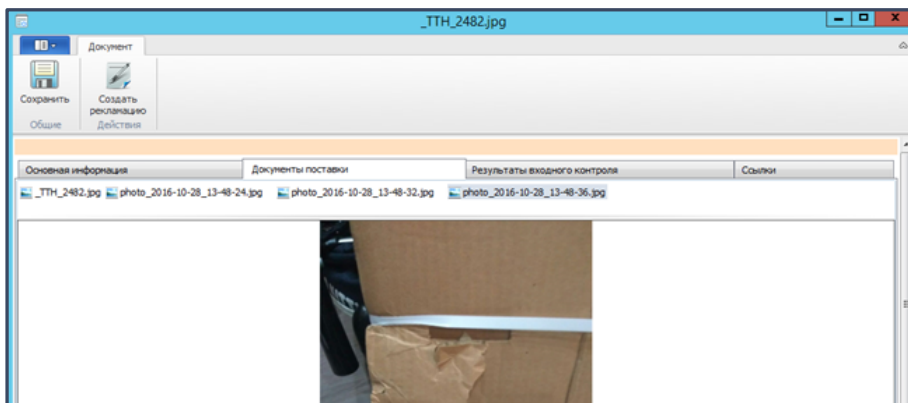 _TTH_2482.jpg
Документ
Сохранить
Создать
рекламацию
Общие
Действия
Основная информация
Документы поставки
Результаты входного контроля
Ссылки
_TTH_2482.jpg
photo_2016-10-28_13-48-24.jpg
photo_2016-10-28_13-48-32.jpg
photo_2016-10-28_13-48-36.jpg